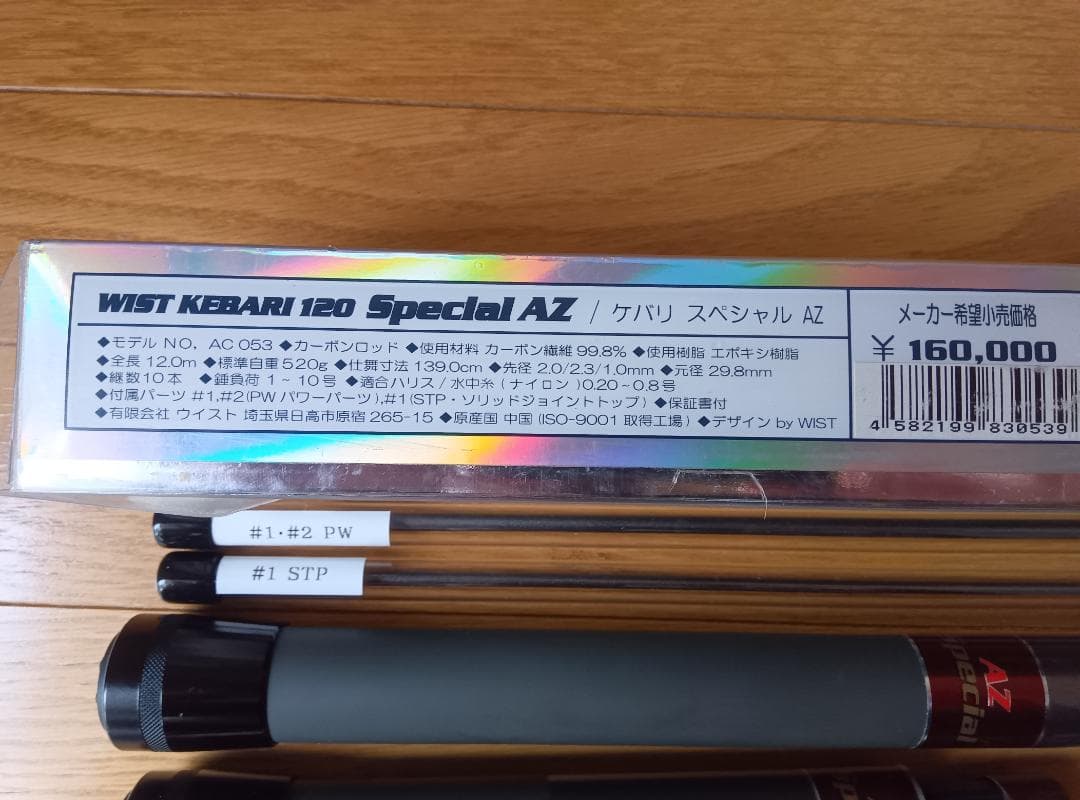 WIST KEBARI 120 Special AZ / ケバリ スペシャル AZ
◆モデル NO. AC 053 ◆カーボンロッド ◆使用材料 カーボン繊維 99.8% ◆使用樹脂 エポキシ樹脂
◆全長 12.0m ◆標準自重 520g ◆仕舞寸法 139.0cm ◆先径 2.0/2.3/1.0mm ◆元径 29.8mm
◆継数10本 ◆錘負荷 1～10号 ◆適合ハリス/水中糸(ナイロン)0.20～0.8号
◆付属パーツ #1,#2(PWパワーパーツ),#1(STP・ソリッドジョイントトップ) ◆保証書付
◆有限会社 ウイスト 埼玉県日高市原宿 265-15 ◆原産国 中国 (ISO-9001 取得工場) ◆デザイン by WIST
メーカー希望小売価格
￥160,000
4 582199 830539
#1・#2 PW
#1 STP
AZ
Special